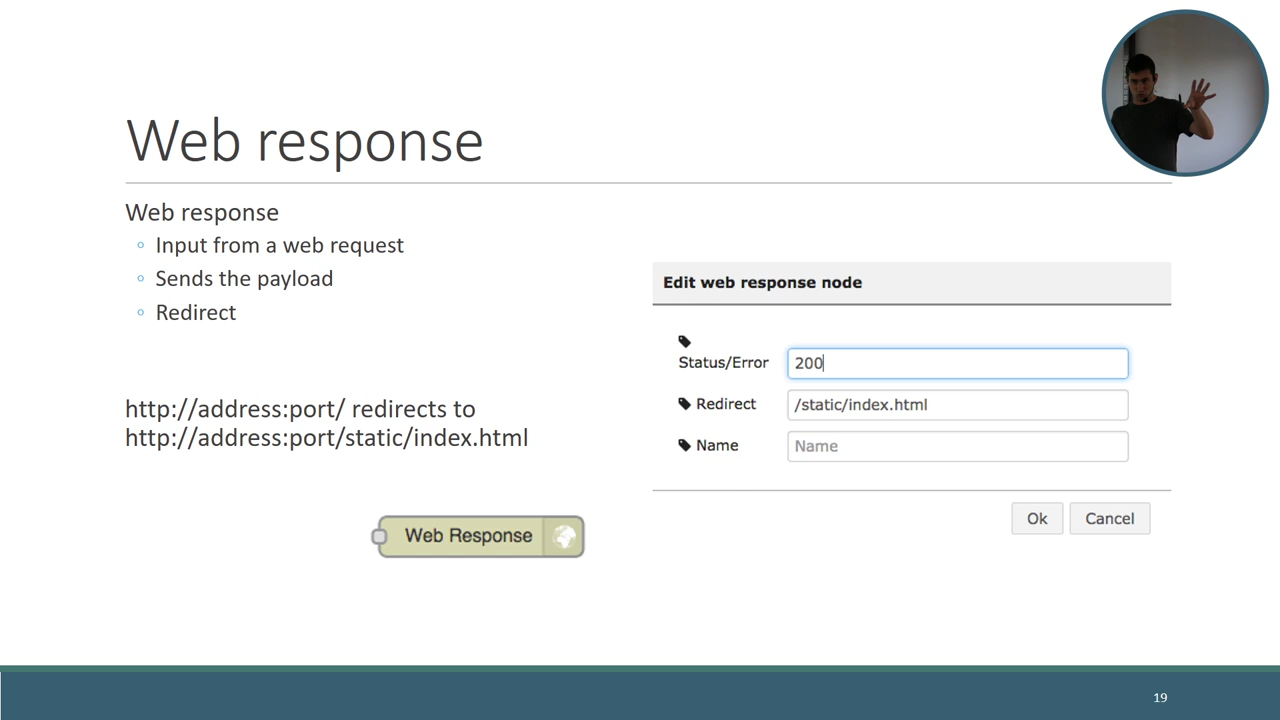 Web response
Web response
Input from a web request
Sends the payload
Redirect
http://address:port/ redirects to
http://address:port/static/index.html
Web Response
Edit web response node
Status/Error 200
Redirect /static/index.html
Name Name
Ok Cancel
19